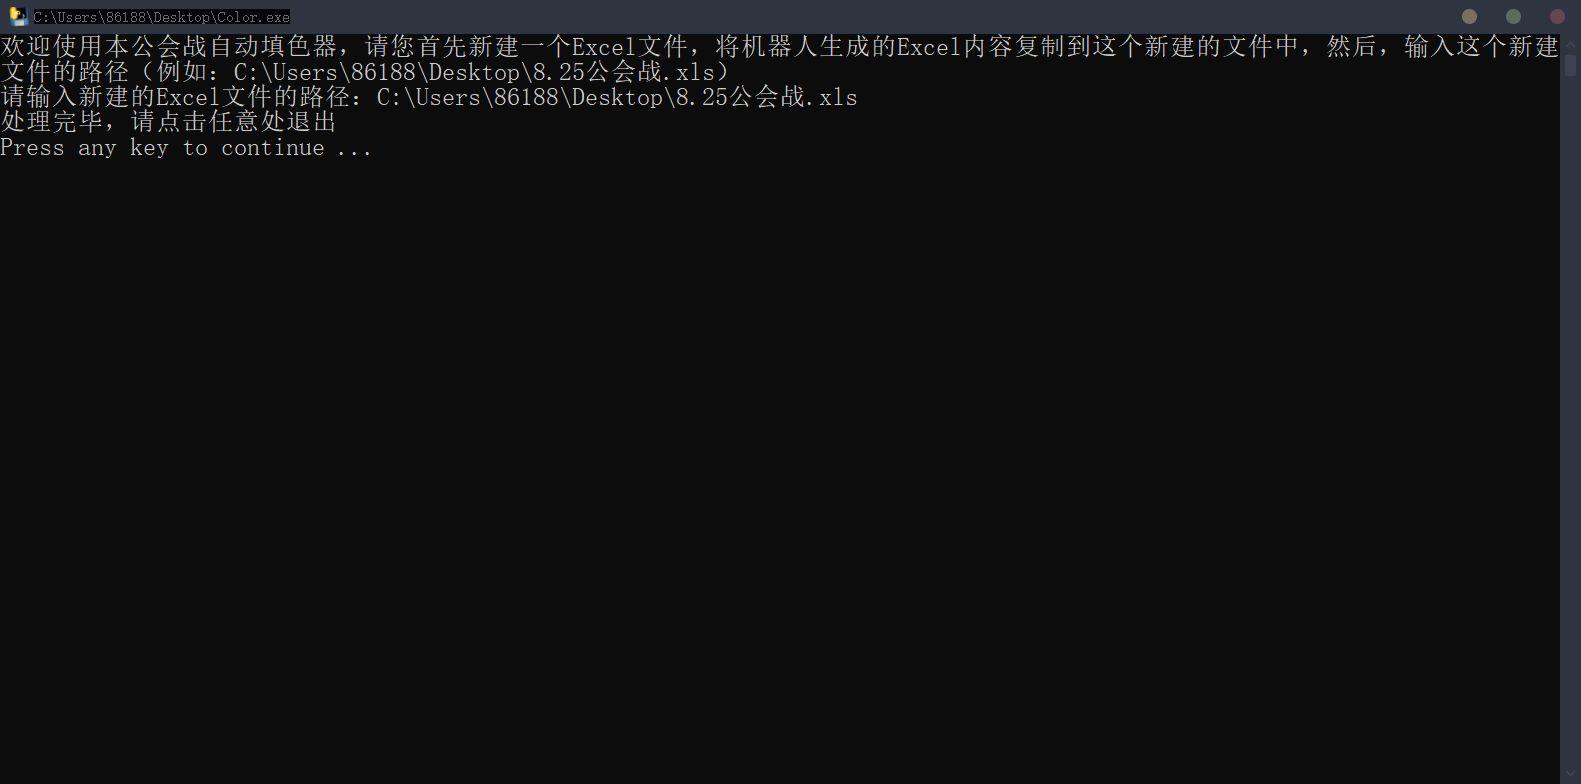 C:\Users\86188\Desktop\Color.exe
欢迎使用本公会战自动填色器，请您首先新建一个Excel文件，将机器人生成的Excel内容复制到这个新建的文件中，然后，输入这个新建
文件的路径（例如：C:\Users\86188\Desktop\8.25公会战.xls）
请输入新建的Excel文件的路径：C:\Users\86188\Desktop\8.25公会战.xls
处理完毕，请点击任意处退出
Press any key to continue ...